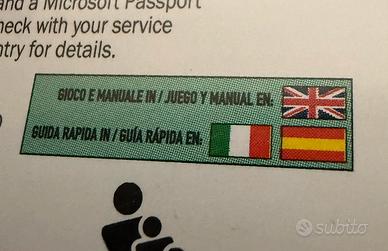 and a Microsoft Passport
heck with your service
ntry for details.
GIOCO E MANUALE IN / JUEGO Y MANUAL EN:
GUIDA RAPIDA IN / GUÍA RÁPIDA EN:
subito